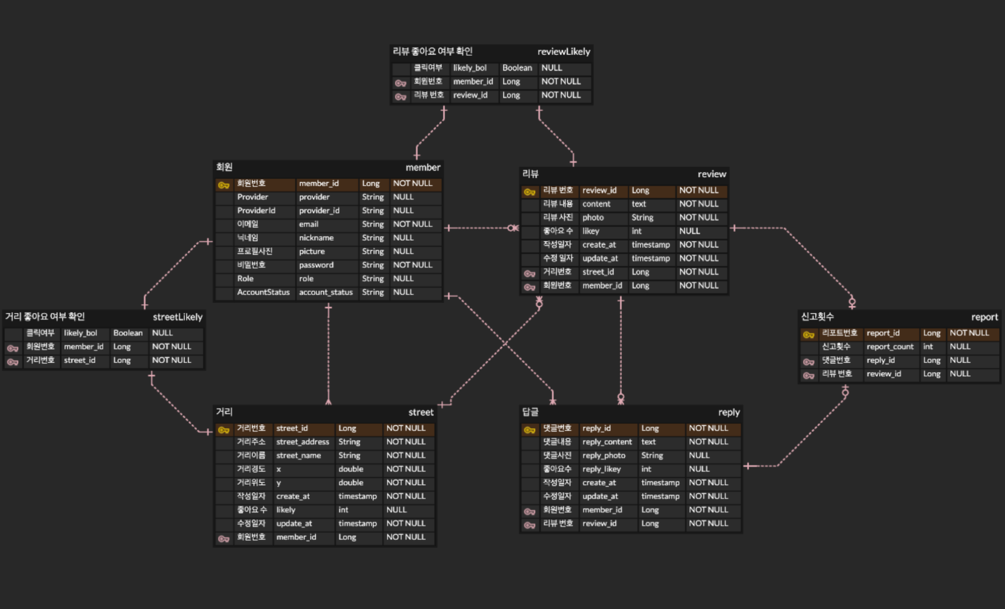 리뷰 좋아요 여부 확인 reviewLikely
클릭여부 likely_bol Boolean NULL
회원번호 member_id Long NOT NULL
리뷰 번호 review_id Long NOT NULL
회원 member
회원번호 member_id Long NOT NULL
Provider provider String NULL
ProviderId provider_id String NULL
이메일 email String NOT NULL
닉네임 nickname String NULL
프로필사진 picture String NULL
비밀번호 password String NOT NULL
Role role String NULL
AccountStatus account_status String NULL
리뷰 review
리뷰 번호 review_id Long NOT NULL
리뷰 내용 content text NOT NULL
리뷰 사진 photo String NOT NULL
좋아요 수 likey int NULL
작성일자 create_at timestamp NOT NULL
수정 일자 update_at timestamp NOT NULL
거리번호 street_id Long NOT NULL
회원번호 member_id Long NOT NULL
거리 좋아요 여부 확인 streetLikely
클릭여부 likely_bol Boolean NULL
회원번호 member_id Long NOT NULL
거리번호 street_id Long NOT NULL
신고횟수 report
리포트번호 report_id Long NOT NULL
신고횟수 report_count int NULL
댓글번호 reply_id Long NULL
리뷰 번호 review_id Long NULL
거리 street
거리번호 street_id Long NOT NULL
거리주소 street_address String NOT NULL
거리이름 street_name String NOT NULL
거리경도 x double NOT NULL
거리위도 y double NOT NULL
작성일자 create_at timestamp NOT NULL
좋아요 수 likely int NULL
수정일자 update_at timestamp NOT NULL
회원번호 member_id Long NOT NULL
답글 reply
댓글번호 reply_id Long NOT NULL
댓글내용 reply_content text NOT NULL
댓글사진 reply_photo String NULL
좋아요수 reply_likey int NULL
작성일자 create_at timestamp NOT NULL
수정일자 update_at timestamp NOT NULL
회원번호 member_id Long NOT NULL
리뷰 번호 review_id Long NOT NULL